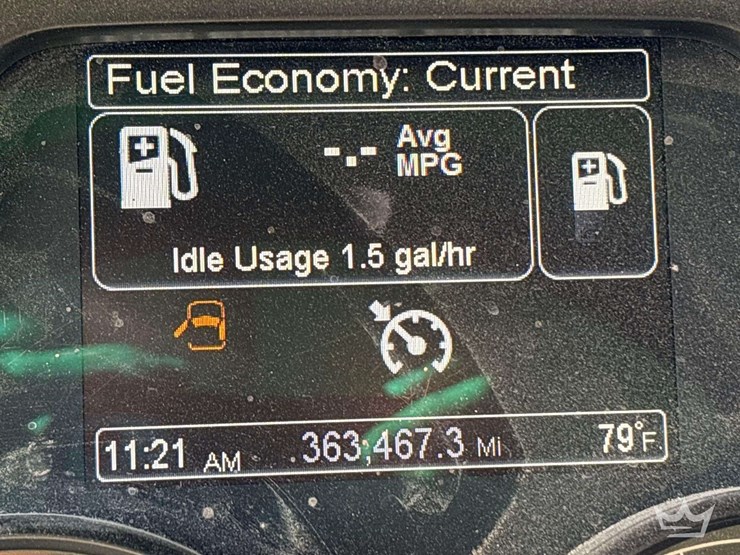 Fuel Economy: Current
-.- Avg
MPG
Idle Usage 1.5 gal/hr
11:21 AM 363,467.3 Mi 79°F